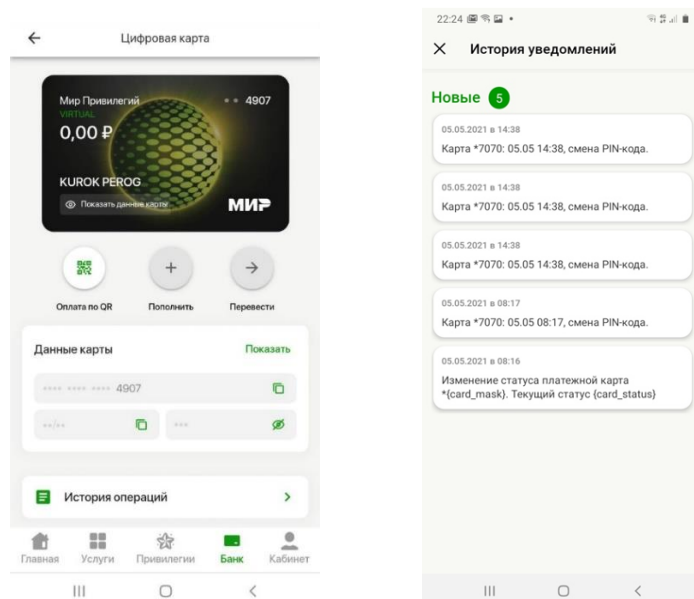 Цифровая карта
Мир Привилегий
4907
VIRTUAL
0,00 ₽
KUROK PEROG
Показать данные карты
МИР
Оплата по QR
Пополнить
Перевести
Данные карты
Показать
**** **** **** 4907
**/**
***
История операций
Главная
Услуги
Привилегии
Банк
Кабинет
22:24
История уведомлений
Новые 5
05.05.2021 в 14:38
Карта *7070: 05.05 14:38, смена PIN-кода.
05.05.2021 в 14:38
Карта *7070: 05.05 14:38, смена PIN-кода.
05.05.2021 в 14:38
Карта *7070: 05.05 14:38, смена PIN-кода.
05.05.2021 в 08:17
Карта *7070: 05.05 08:17, смена PIN-кода.
05.05.2021 в 08:16
Изменение статуса платежной карта
*{card_mask}. Текущий статус {card_status}